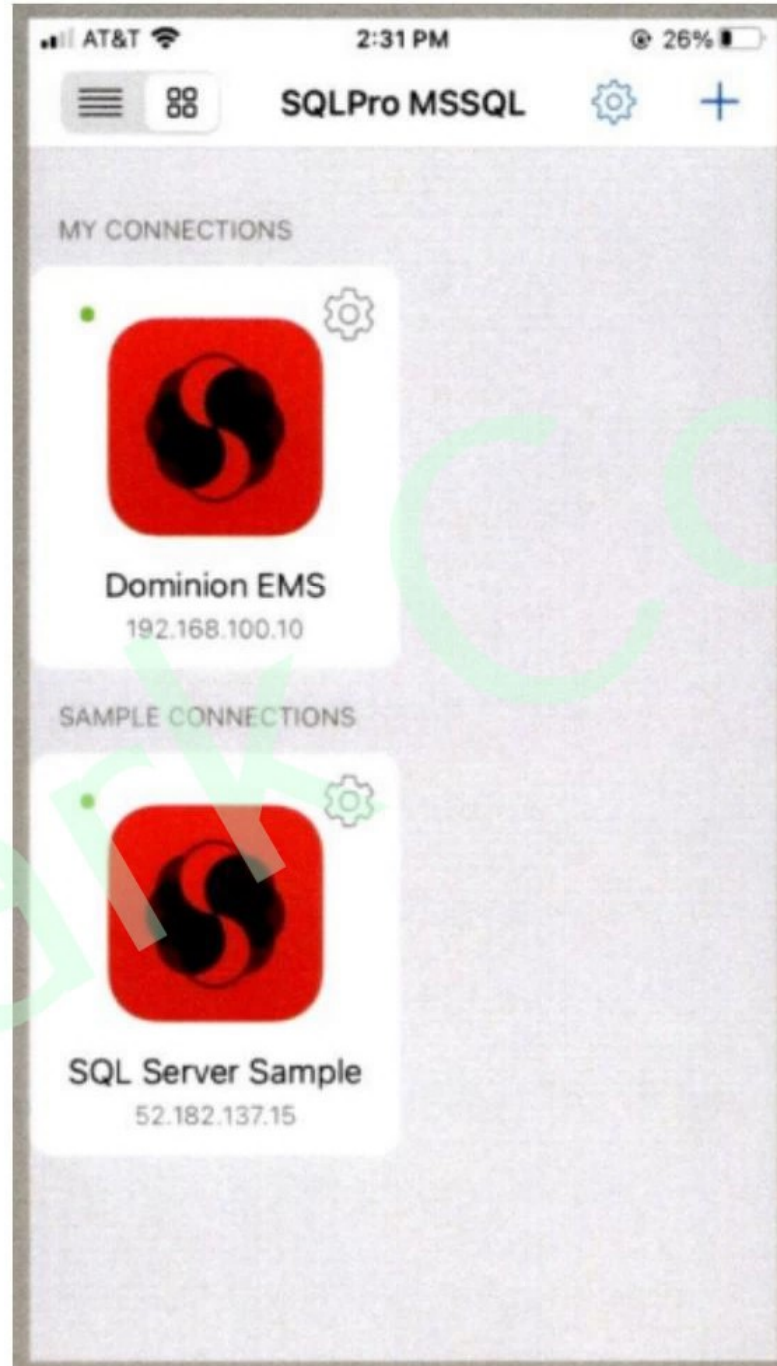 AT&T 2:31 PM 26%
SQLPro MSSQL
MY CONNECTIONS
Dominion EMS
192.168.100.10
SAMPLE CONNECTIONS
SQL Server Sample
52.182.137.15